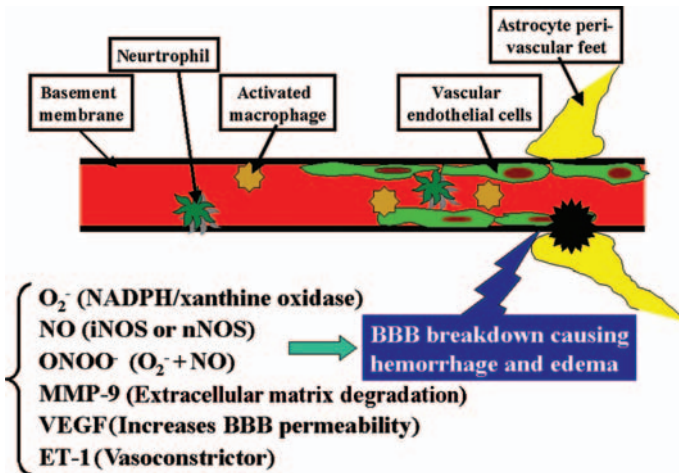 Astrocyte peri-
vascular feet
Neurtrophil
Basement
membrane
Activated
macrophage
Vascular
endothelial cells
O₂⁻ (NADPH/xanthine oxidase)
NO (iNOS or nNOS)
ONOO⁻ (O₂⁻ + NO)
MMP-9 (Extracellular matrix degradation)
VEGF(Increases BBB permeability)
ET-1 (Vasoconstrictor)
BBB breakdown causing
hemorrhage and edema